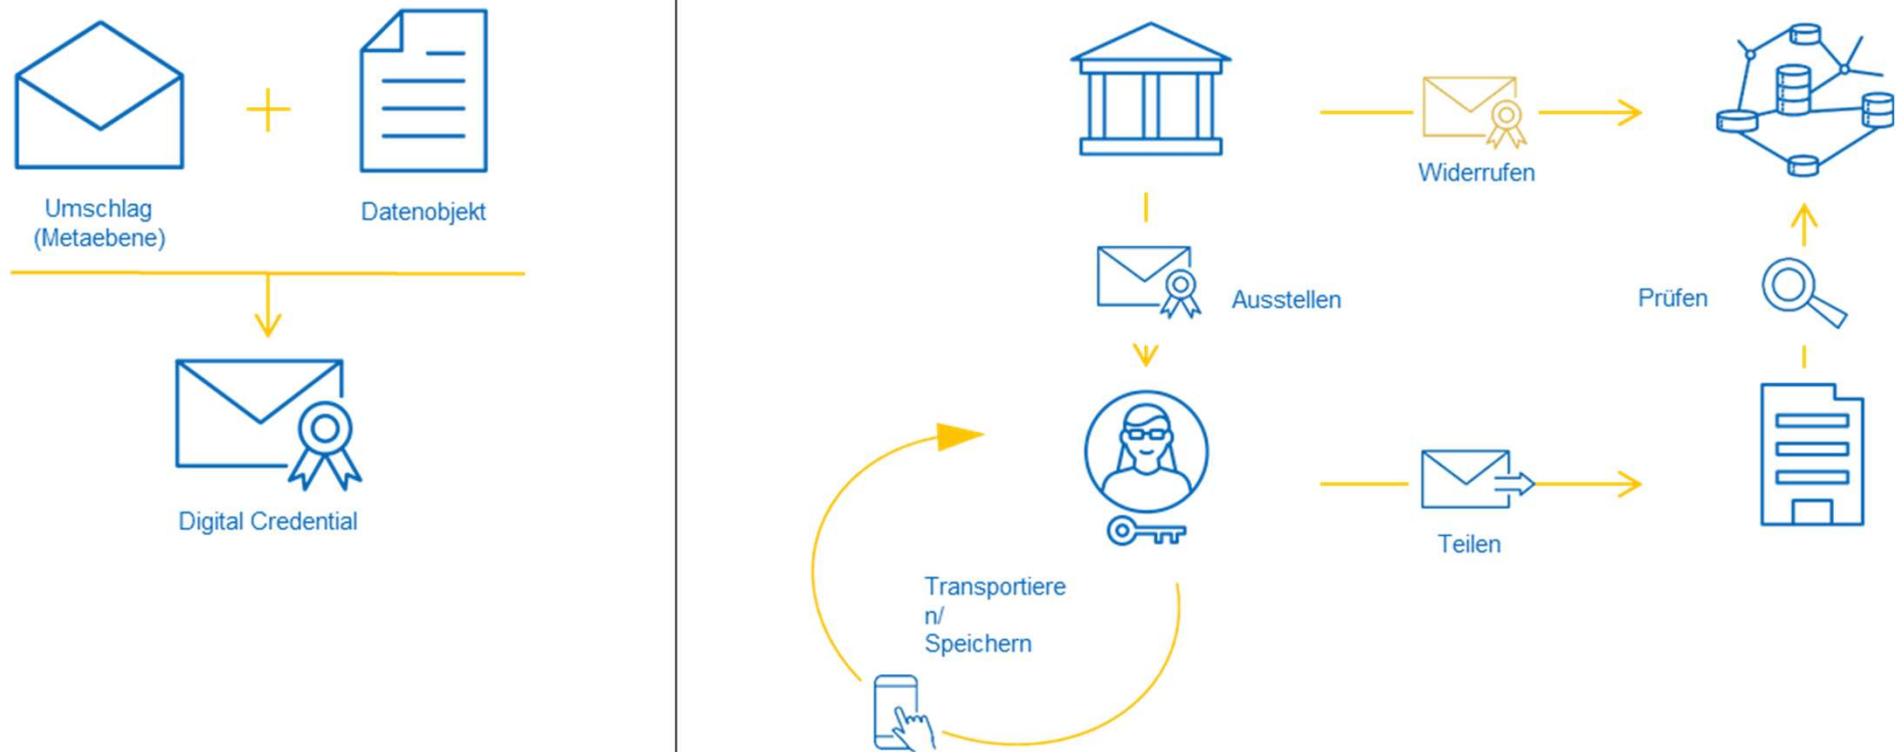 Umschlag
(Metaebene)
Datenobjekt
Digital Credential
Widerrufen
Ausstellen
Prüfen
Teilen
Transportiere
n/
Speichern